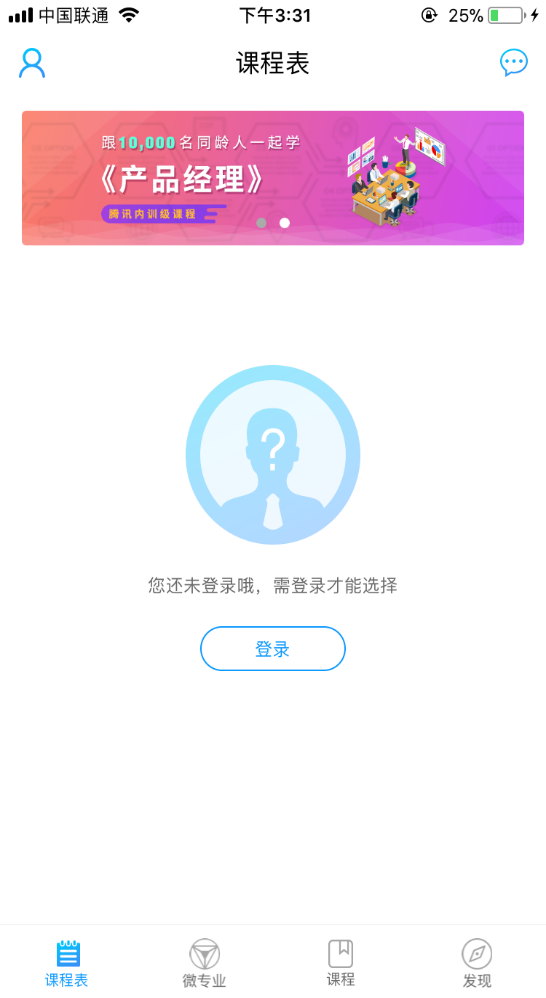 中国联通
下午3:31
25%
课程表
跟10,000名同龄人一起学
《产品经理》
腾讯内训级课程
?
您还未登录哦，需登录才能选择
登录
课程表
微专业
课程
发现